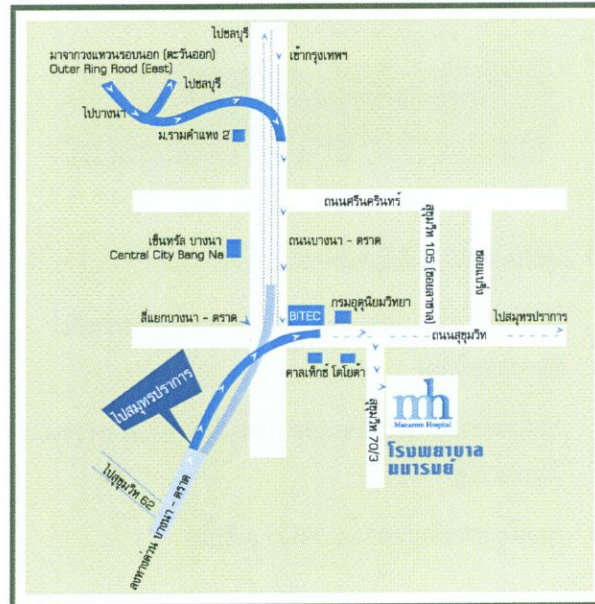 ไปชลบุรี
มาจากวงแหวนรอบนอก (ตะวันออก)
Outer Ring Rood (East)
เข้ากรุงเทพฯ
ไปชลบุรี
ไปบางนา
ม.รามคำแหง 2
ถนนศรีนครินทร์
เซ็นทรัล บางนา
Central City Bang Na
ถนนบางนา - ตราด
สุขุมวิท 105 (ซอยลาซาล)
ซอยแบริ่ง
กรมอุตุนิยมวิทยา
BITEC
สี่แยกบางนา - ตราด
ไปสมุทรปราการ
ถนนสุขุมวิท
คาลเท็กซ์
โตโยต้า
ไปสมุทรปราการ
สุขุมวิท 70/3
mh
Manarom Hospital
โรงพยาบาล
มนารมย์
ไปสุขุมวิท 62
ลงทางด่วน บางนา - ตราด